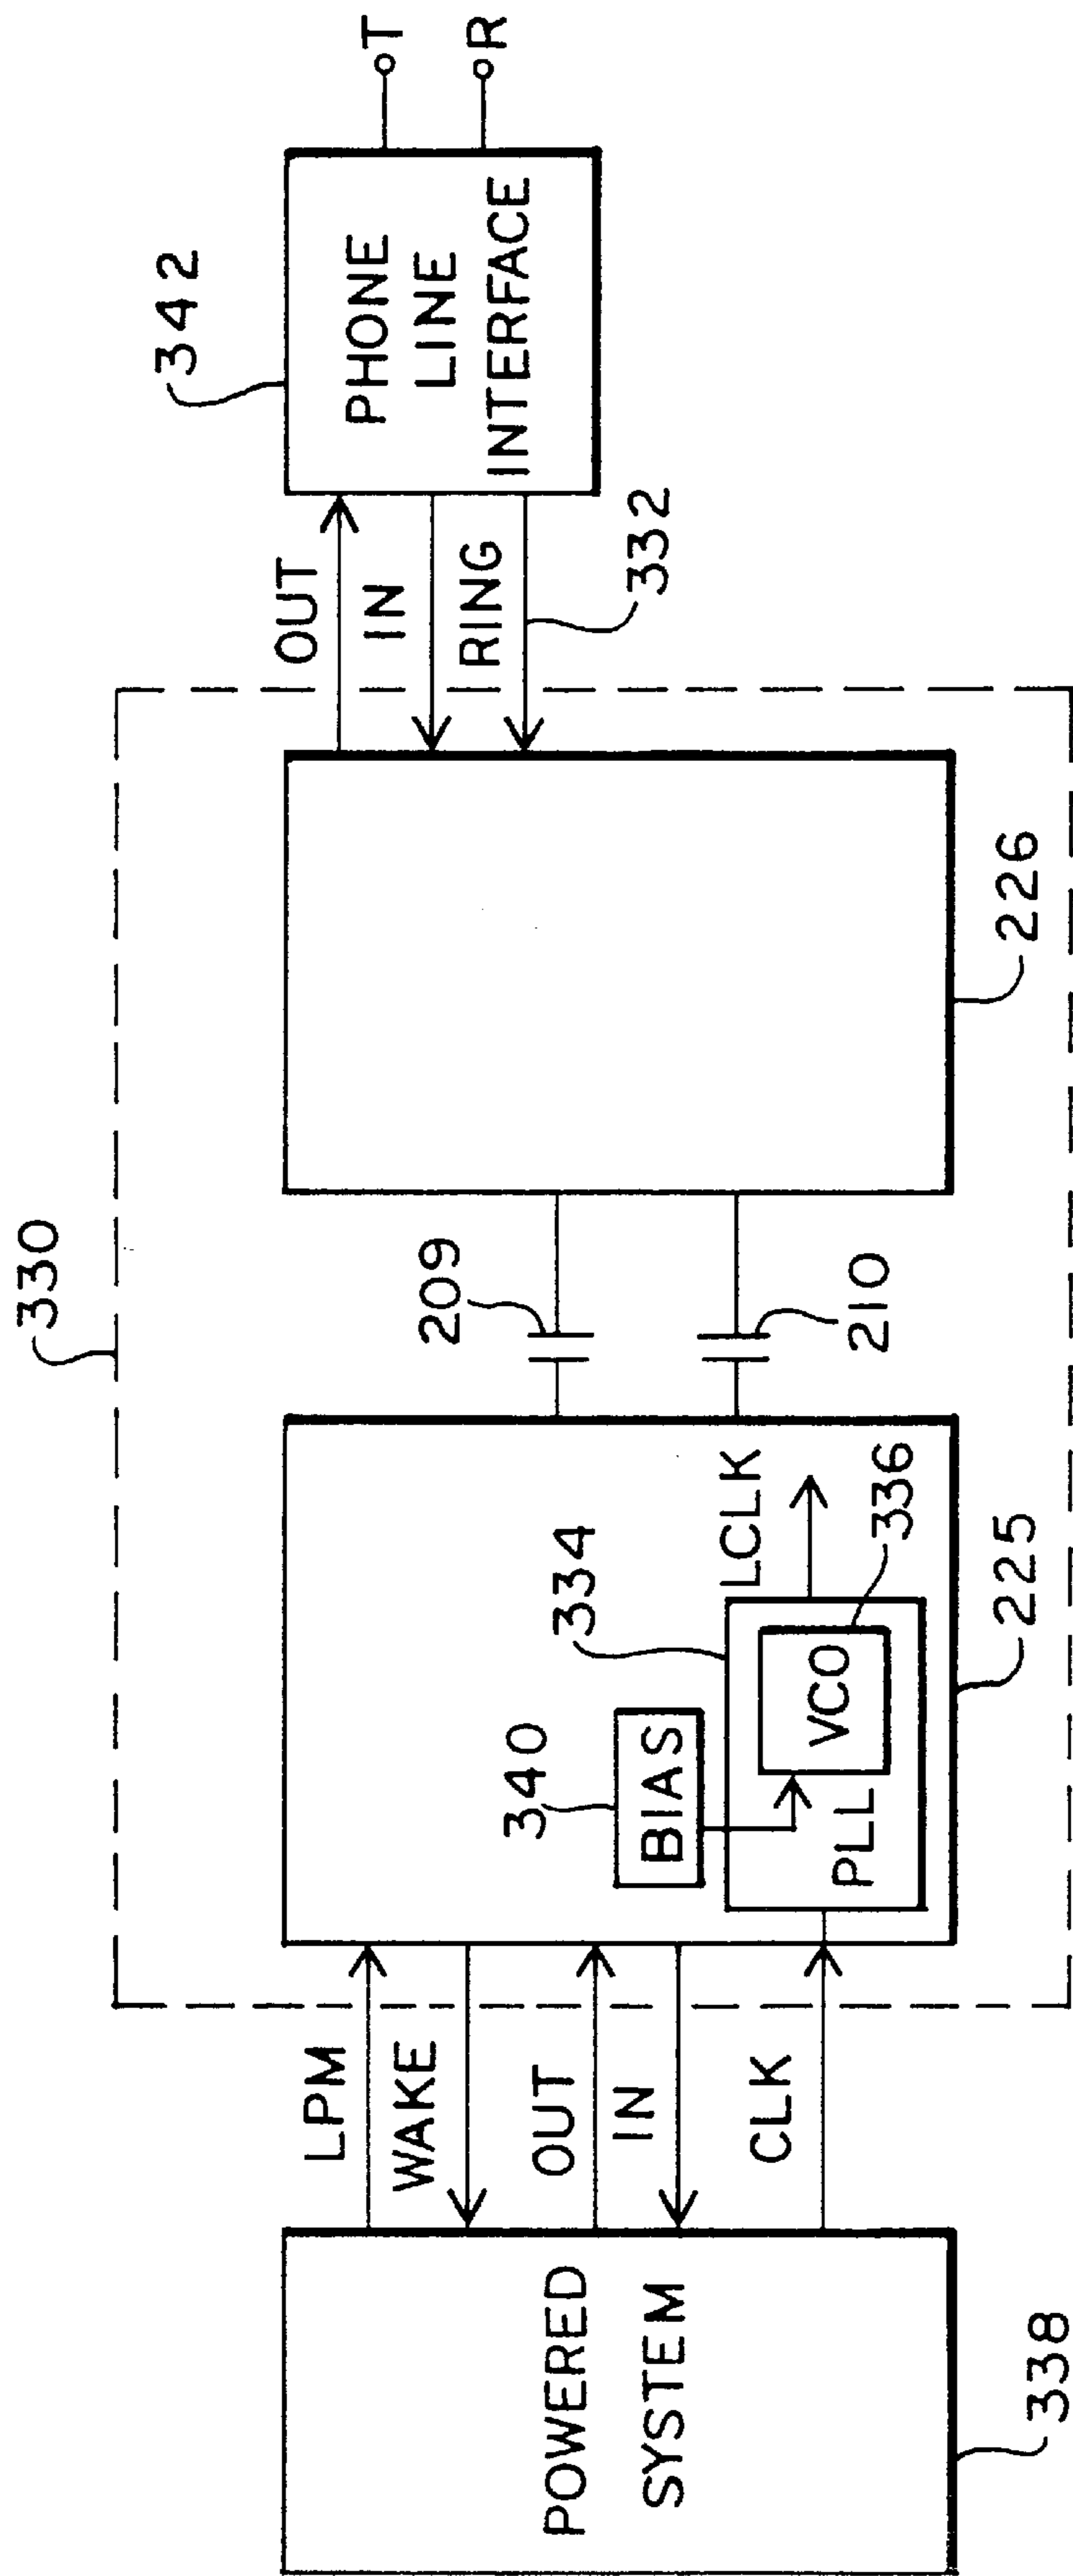 330
342
PHONE
LINE
INTERFACE
T
R
OUT
IN
RING
332
226
209
210
334
LCLK
336
VCO
PLL
340
BIAS
225
LPM
WAKE
OUT
IN
CLK
POWERED
SYSTEM
338